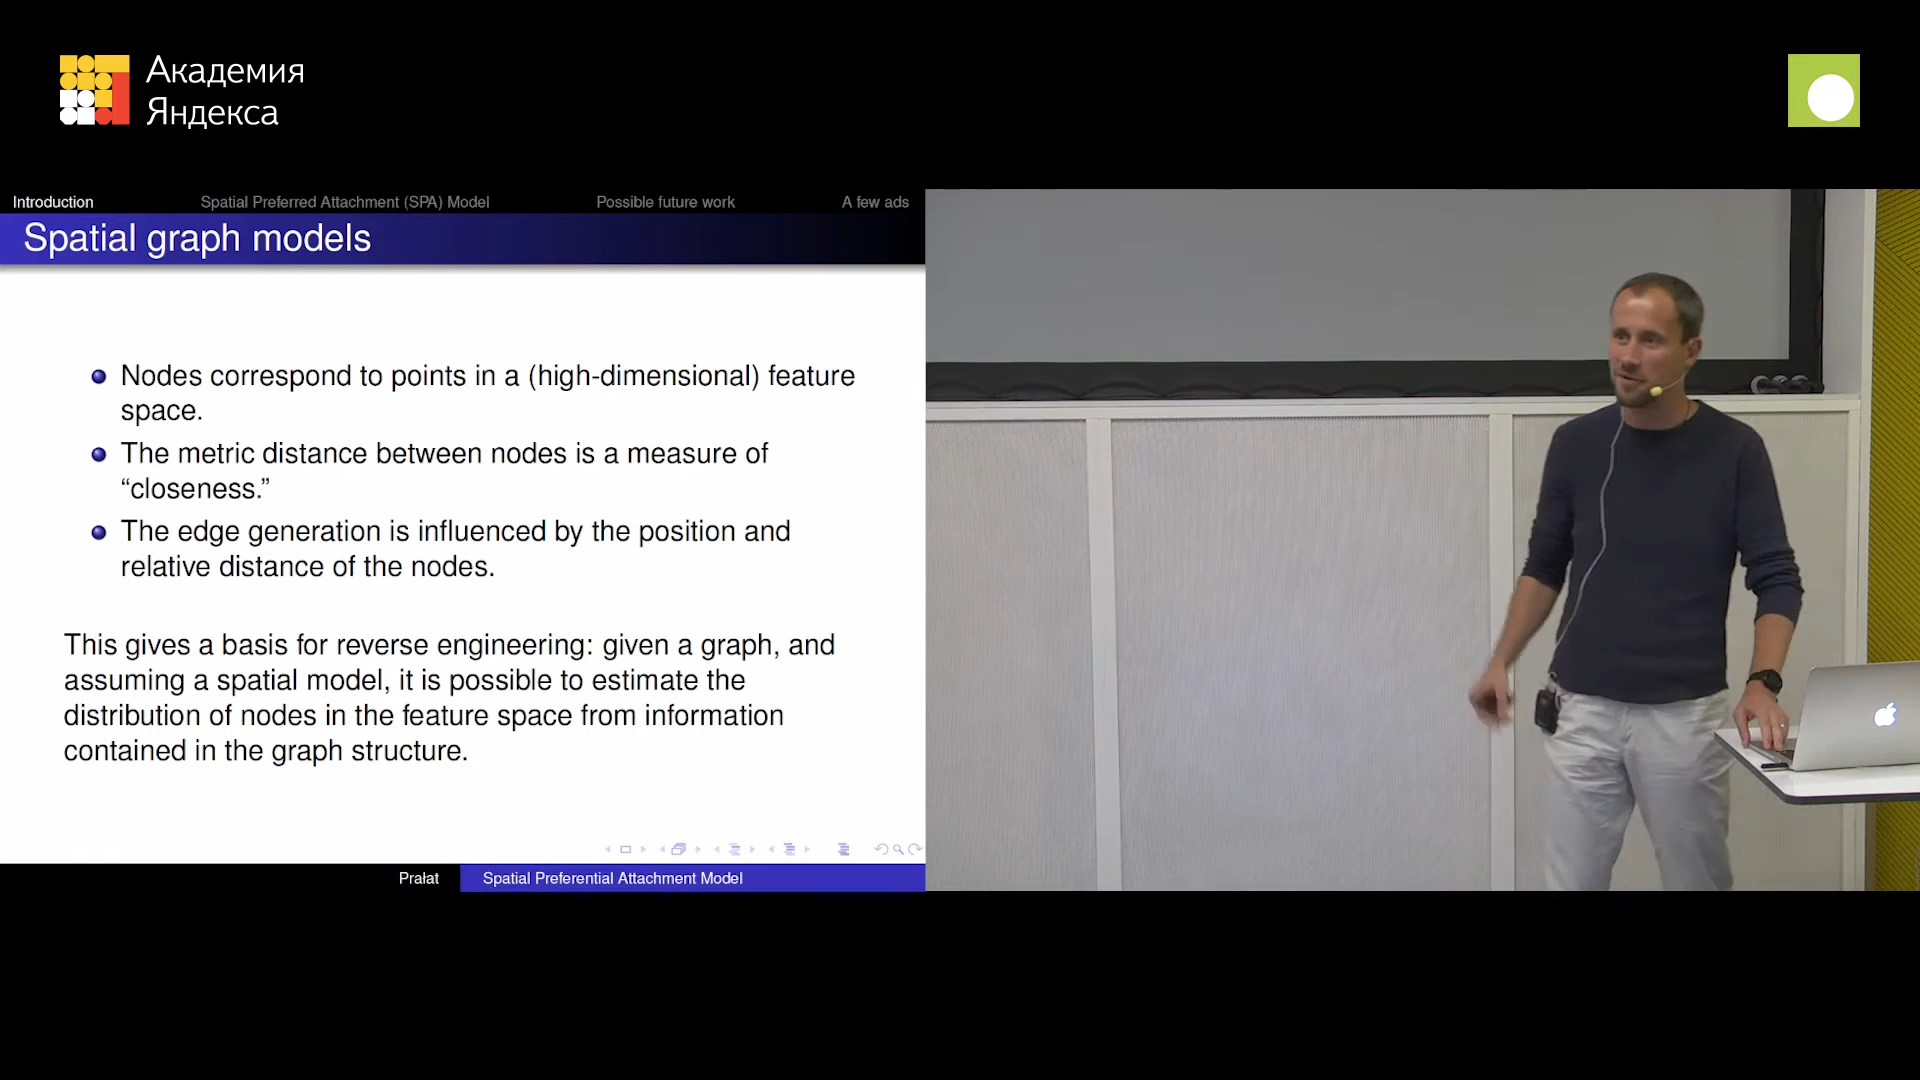 Академия
Яндекса
Introduction Spatial Preferred Attachment (SPA) Model Possible future work A few ads
Spatial graph models
Nodes correspond to points in a (high-dimensional) feature
space.
The metric distance between nodes is a measure of
“closeness.”
The edge generation is influenced by the position and
relative distance of the nodes.
This gives a basis for reverse engineering: given a graph, and
assuming a spatial model, it is possible to estimate the
distribution of nodes in the feature space from information
contained in the graph structure.
Prałat Spatial Preferential Attachment Model